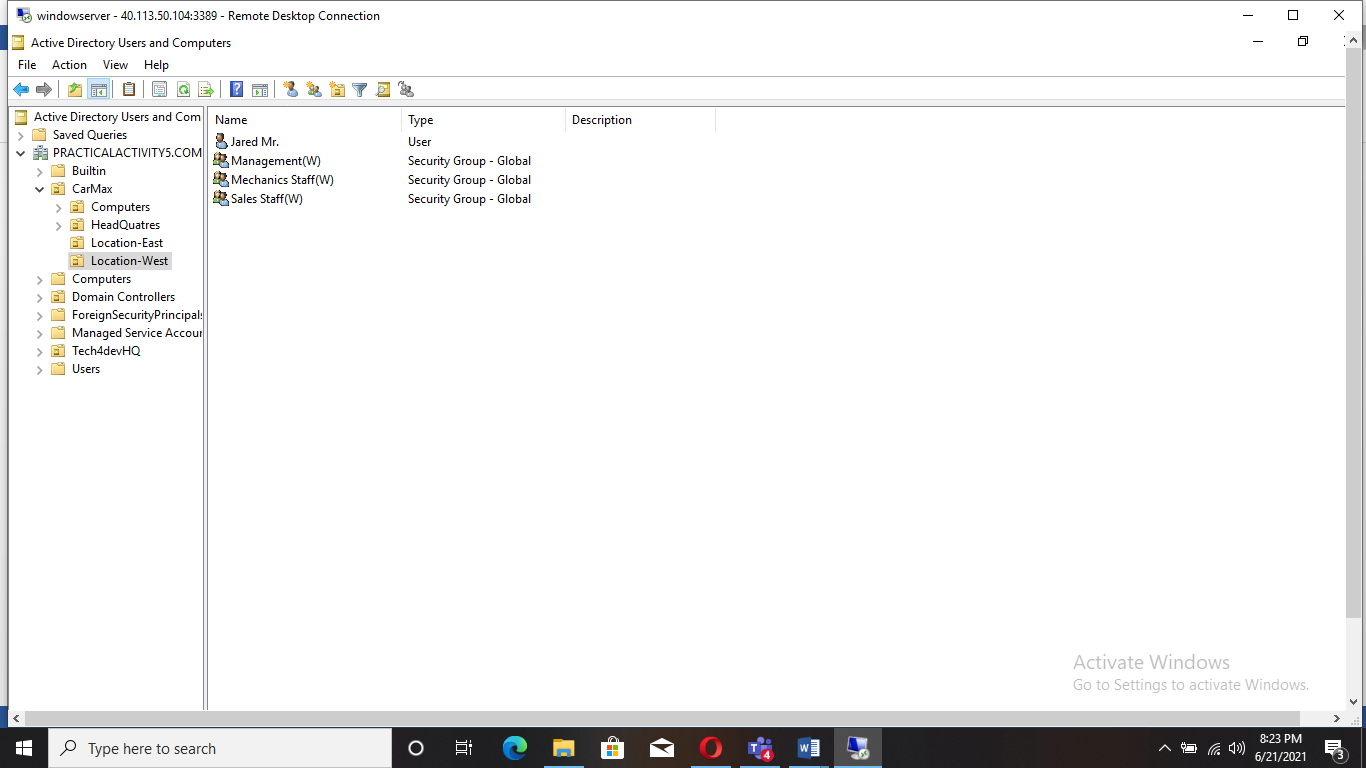 windowserver - 40.113.50.104:3389 - Remote Desktop Connection
Active Directory Users and Computers
File Action View Help
Active Directory Users and Com
Saved Queries
PRACTICALACTIVITY5.COM
Builtin
CarMax
Computers
HeadQuatres
Location-East
Location-West
Computers
Domain Controllers
ForeignSecurityPrincipals
Managed Service Accour
Tech4devHQ
Users
Name Type Description
Jared Mr. User
Management(W) Security Group - Global
Mechanics Staff(W) Security Group - Global
Sales Staff(W) Security Group - Global
Activate Windows
Go to Settings to activate Windows.
Type here to search
4
8:23 PM
6/21/2021
3